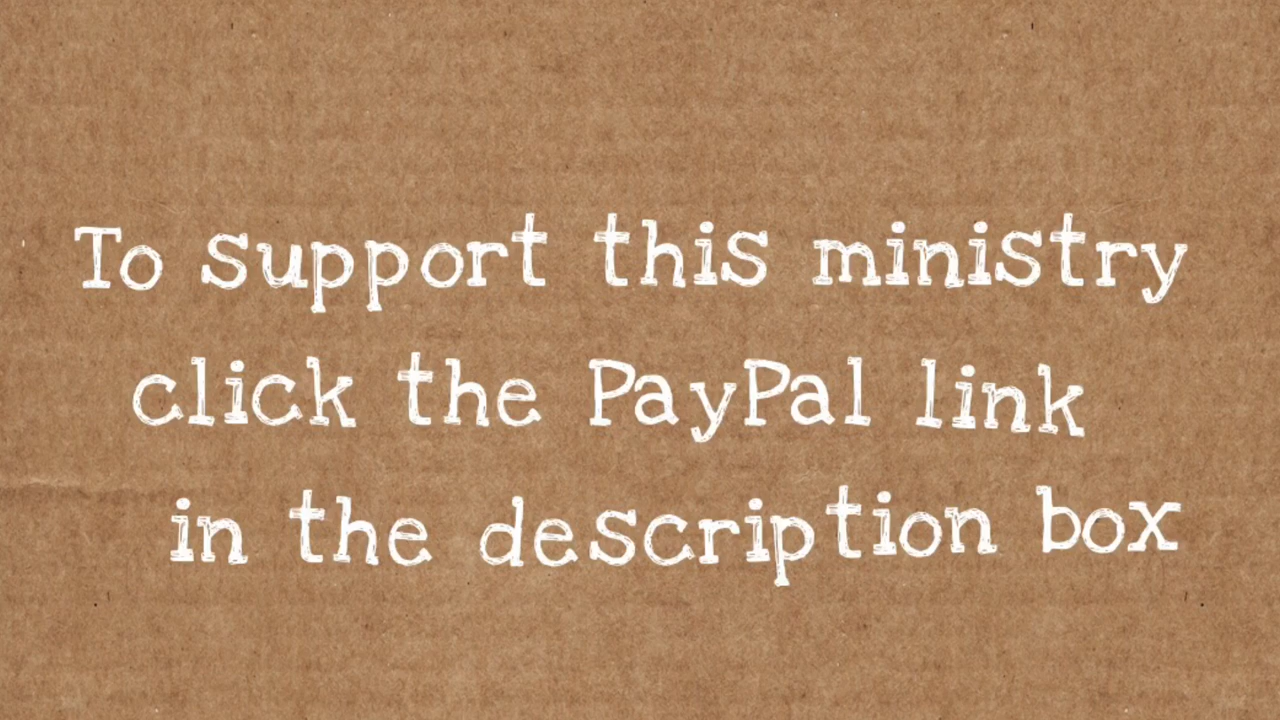 To support this ministry
click the PayPal link
in the description box